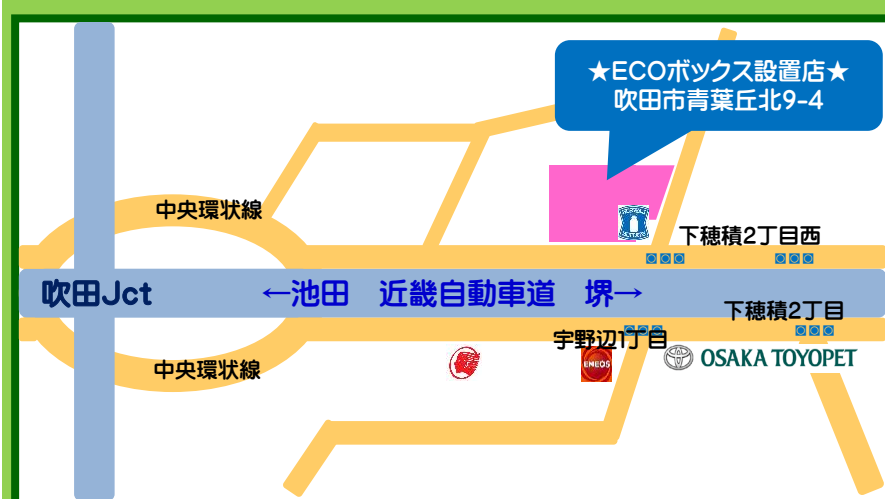 ★ECOボックス設置店★
吹田市青葉丘北9-4
中央環状線
下穂積2丁目西
吹田Jct
←池田 近畿自動車道 堺→
下穂積2丁目
宇野辺1丁目
中央環状線
ENEOS
OSAKA TOYOPET